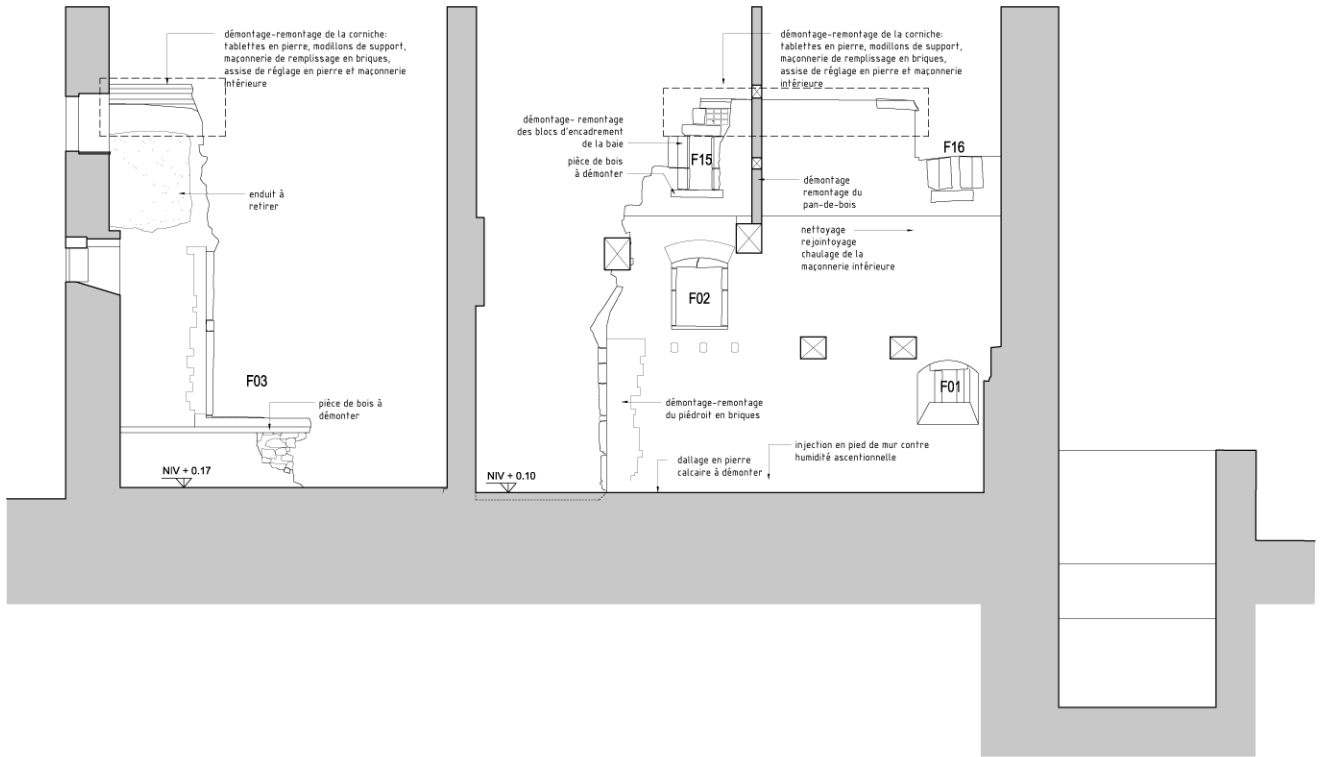 démontage-remontage de la corniche:
tablettes en pierre, modillons de support,
maçonnerie de remplissage en briques,
assise de réglage en pierre et maçonnerie
intérieure
démontage-remontage de la corniche:
tablettes en pierre, modillons de support,
maçonnerie de remplissage en briques,
assise de réglage en pierre et maçonnerie
intérieure
démontage- remontage
des blocs d'encadrement
de la baie
pièce de bois
à démonter
F15
F16
enduit à
retirer
démontage
remontage du
pan-de-bois
nettoyage
rejointoyage
chaulage de la
maçonnerie intérieure
F02
F03
F01
pièce de bois à
démonter
démontage-remontage
du piédroit en briques
injection en pied de mur contre
humidité ascentionnelle
dallage en pierre
calcaire à démonter
NIV + 0.17
NIV + 0.10